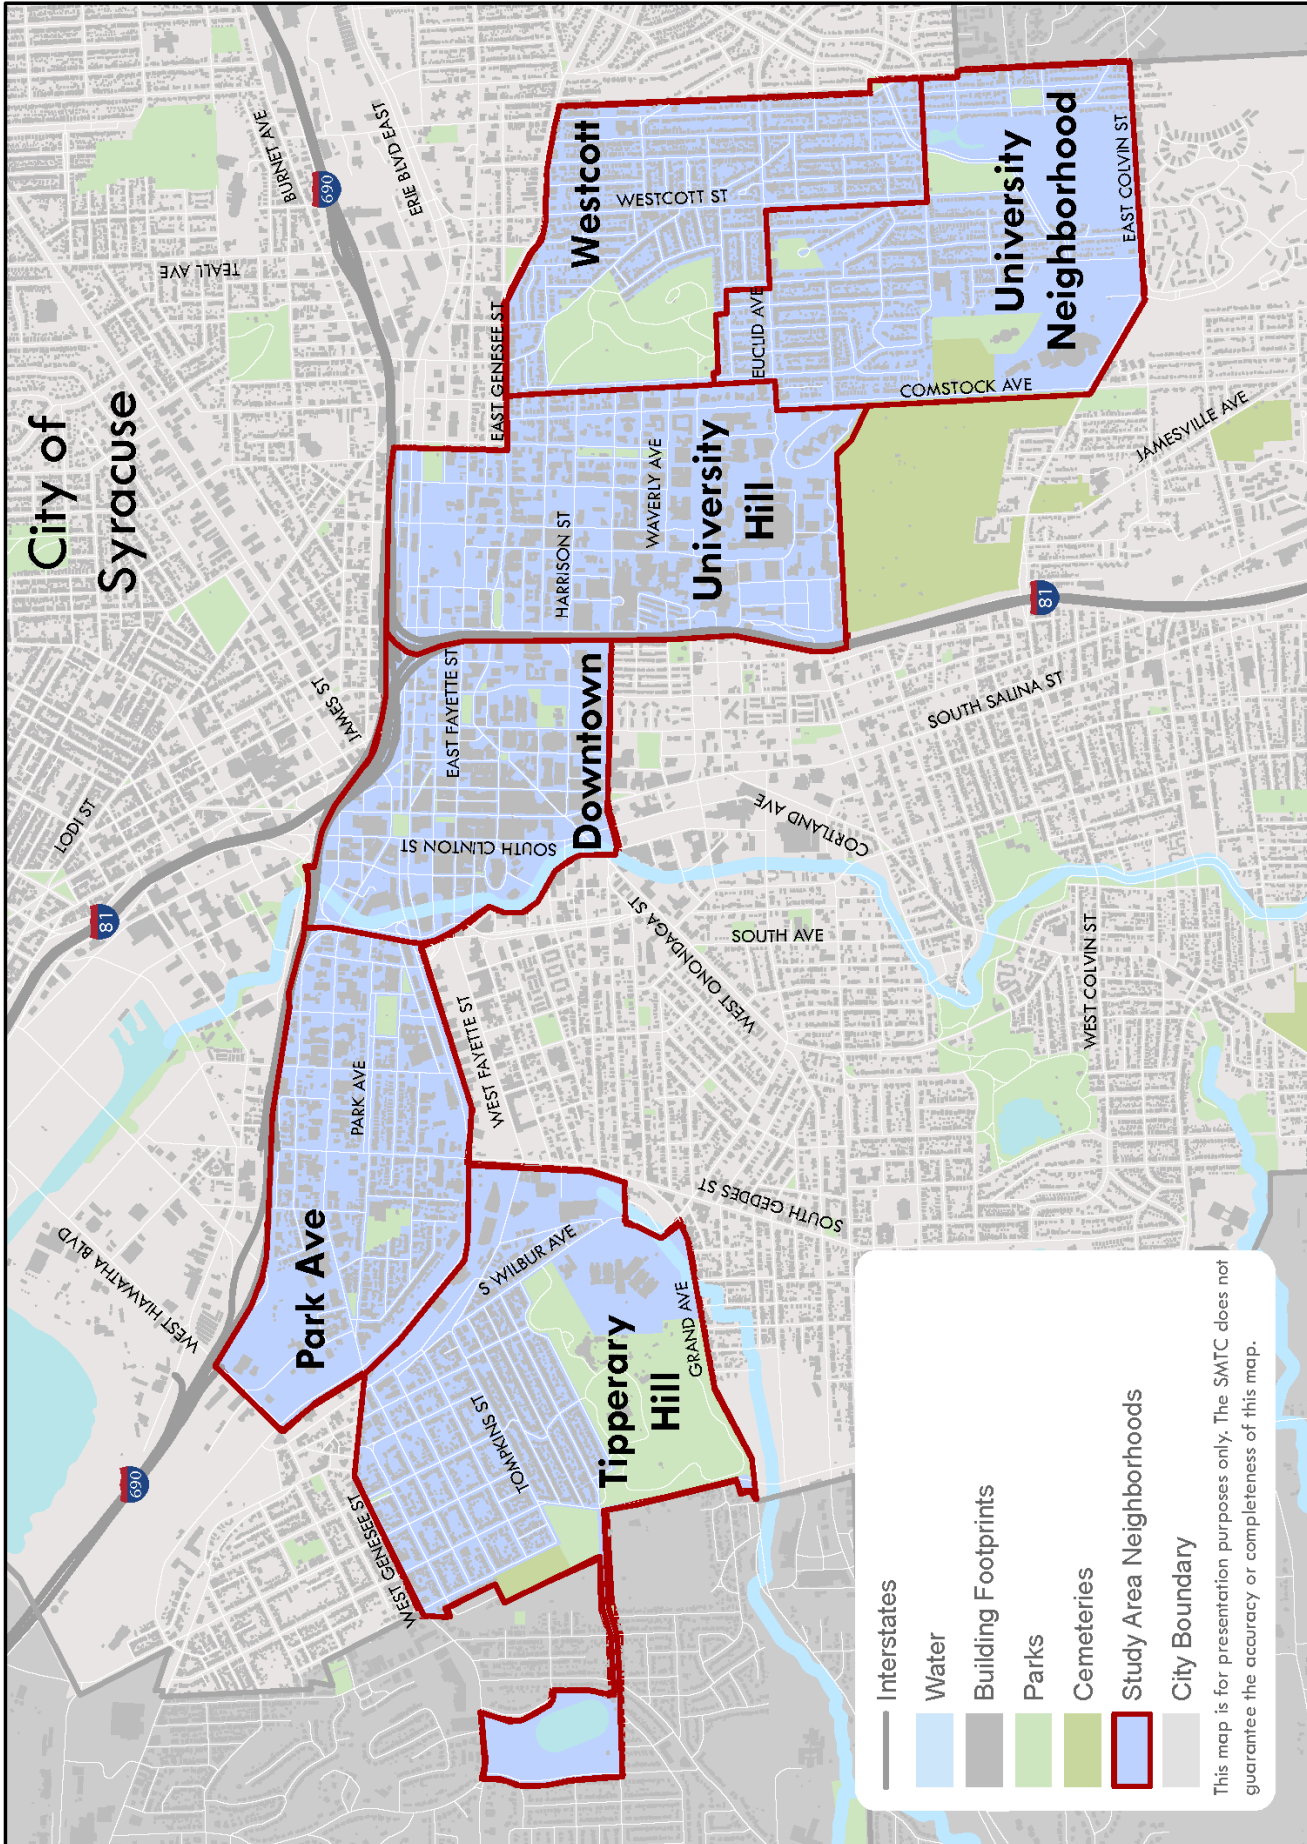 City of
Syracuse
BURNET AVE
690
ERIE BLVD EAST
TEALL AVE
JAMES ST
LODI ST
81
WEST HIAWATHA BLVD
690
EAST GENESEE ST
Westcott
WESTCOTT ST
EUCLID AVE
University
Neighborhood
EAST COLVIN ST
COMSTOCK AVE
JAMESVILLE AVE
University
Hill
HARRISON ST
WAVERLY AVE
81
EAST FAYETTE ST
SOUTH CLINTON ST
Downtown
SOUTH SALINA ST
CORTLAND AVE
WEST ONONDAGA ST
SOUTH AVE
WEST COLVIN ST
PARK AVE
Park Ave
WEST FAYETTE ST
SOUTH GEDDES ST
S WILBUR AVE
GRAND AVE
TOMPKINS ST
Tipperary
Hill
WEST GENESEE ST
Interstates
Water
Building Footprints
Parks
Cemeteries
Study Area Neighborhoods
City Boundary
This map is for presentation purposes only. The SMTC does not
guarantee the accuracy or completeness of this map.